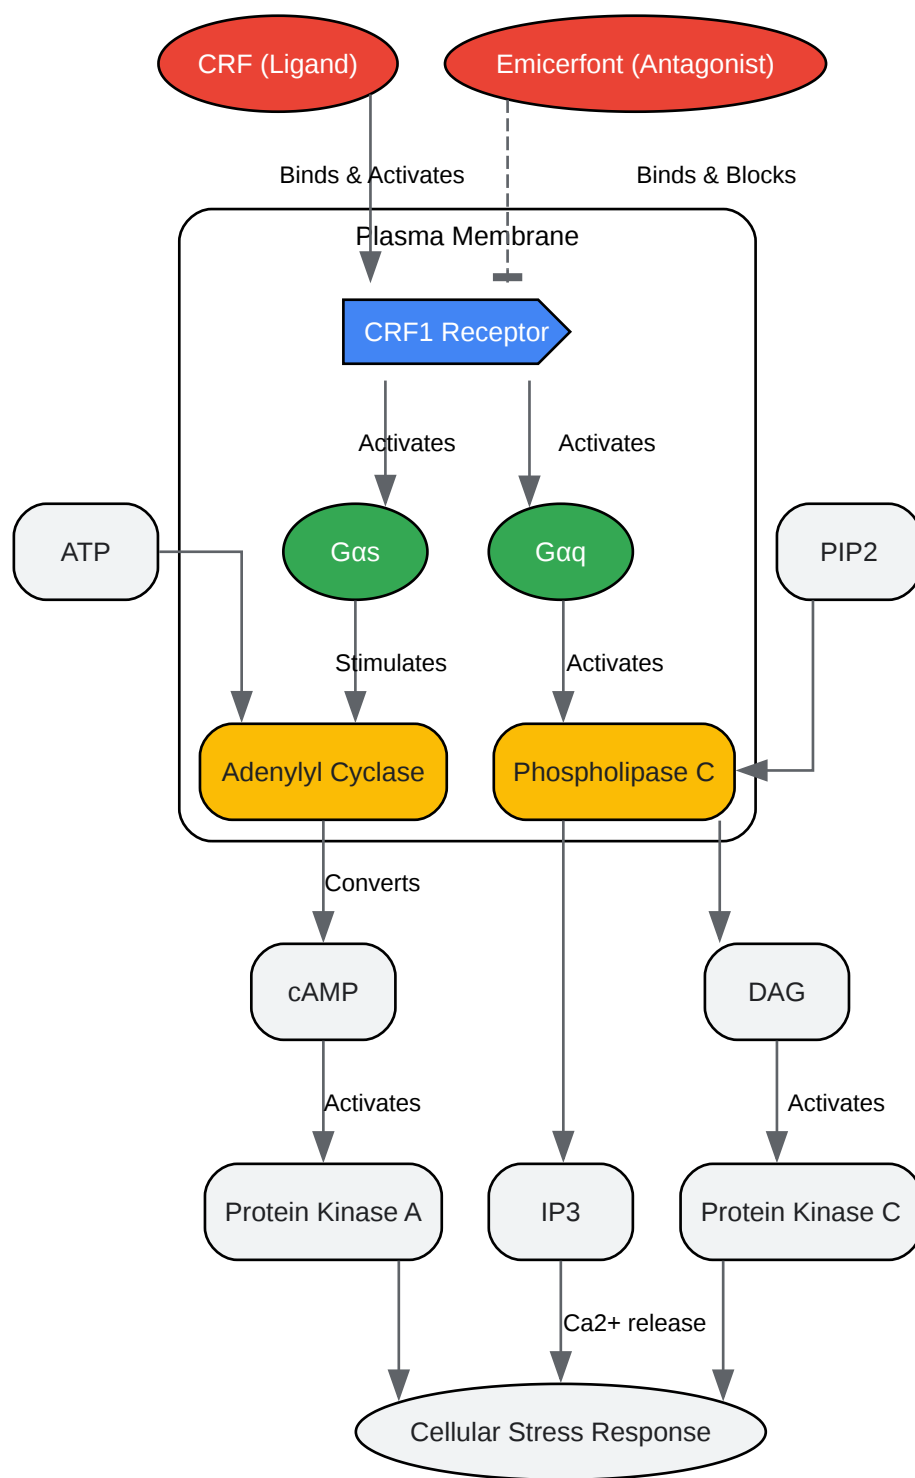 CRF (Ligand)
Emicerfont (Antagonist)
Binds & Activates
Binds & Blocks
Plasma Membrane
CRF1 Receptor
Activates
Activates
ATP
Gαs
Gαq
PIP2
Stimulates
Activates
Adenylyl Cyclase
Phospholipase C
Converts
cAMP
DAG
Activates
Activates
Protein Kinase A
IP3
Protein Kinase C
Ca2+ release
Cellular Stress Response